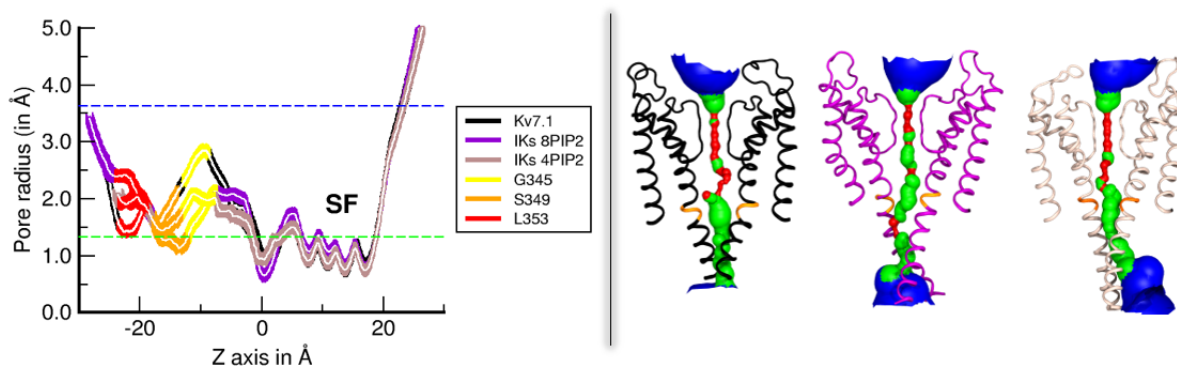 5.0
4.0
3.0
2.0
1.0
0.0
Pore radius (in Å)
-20
0
20
Z axis in Å
SF
Kv7.1
IKs 8PIP2
IKs 4PIP2
G345
S349
L353